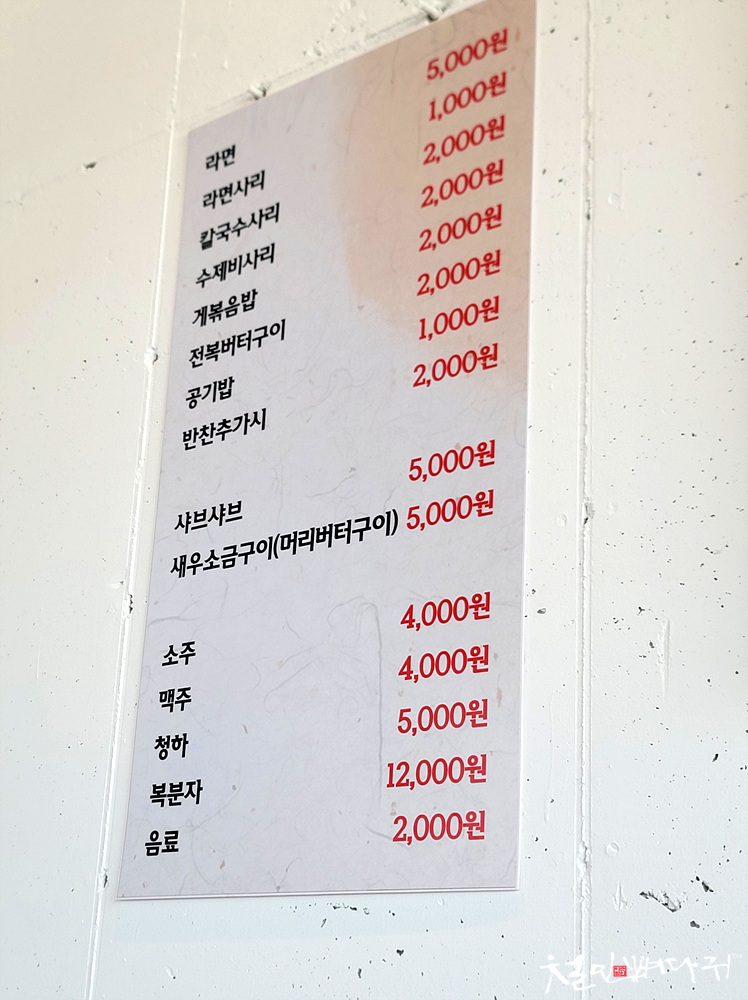 라면 5,000원
라면사리 1,000원
칼국수사리 2,000원
수제비사리 2,000원
게볶음밥 2,000원
전복버터구이 2,000원
공기밥 1,000원
반찬추가시 2,000원
샤브샤브 5,000원
새우소금구이(머리버터구이) 5,000원
소주 4,000원
맥주 4,000원
청하 5,000원
복분자 12,000원
음료 2,000원